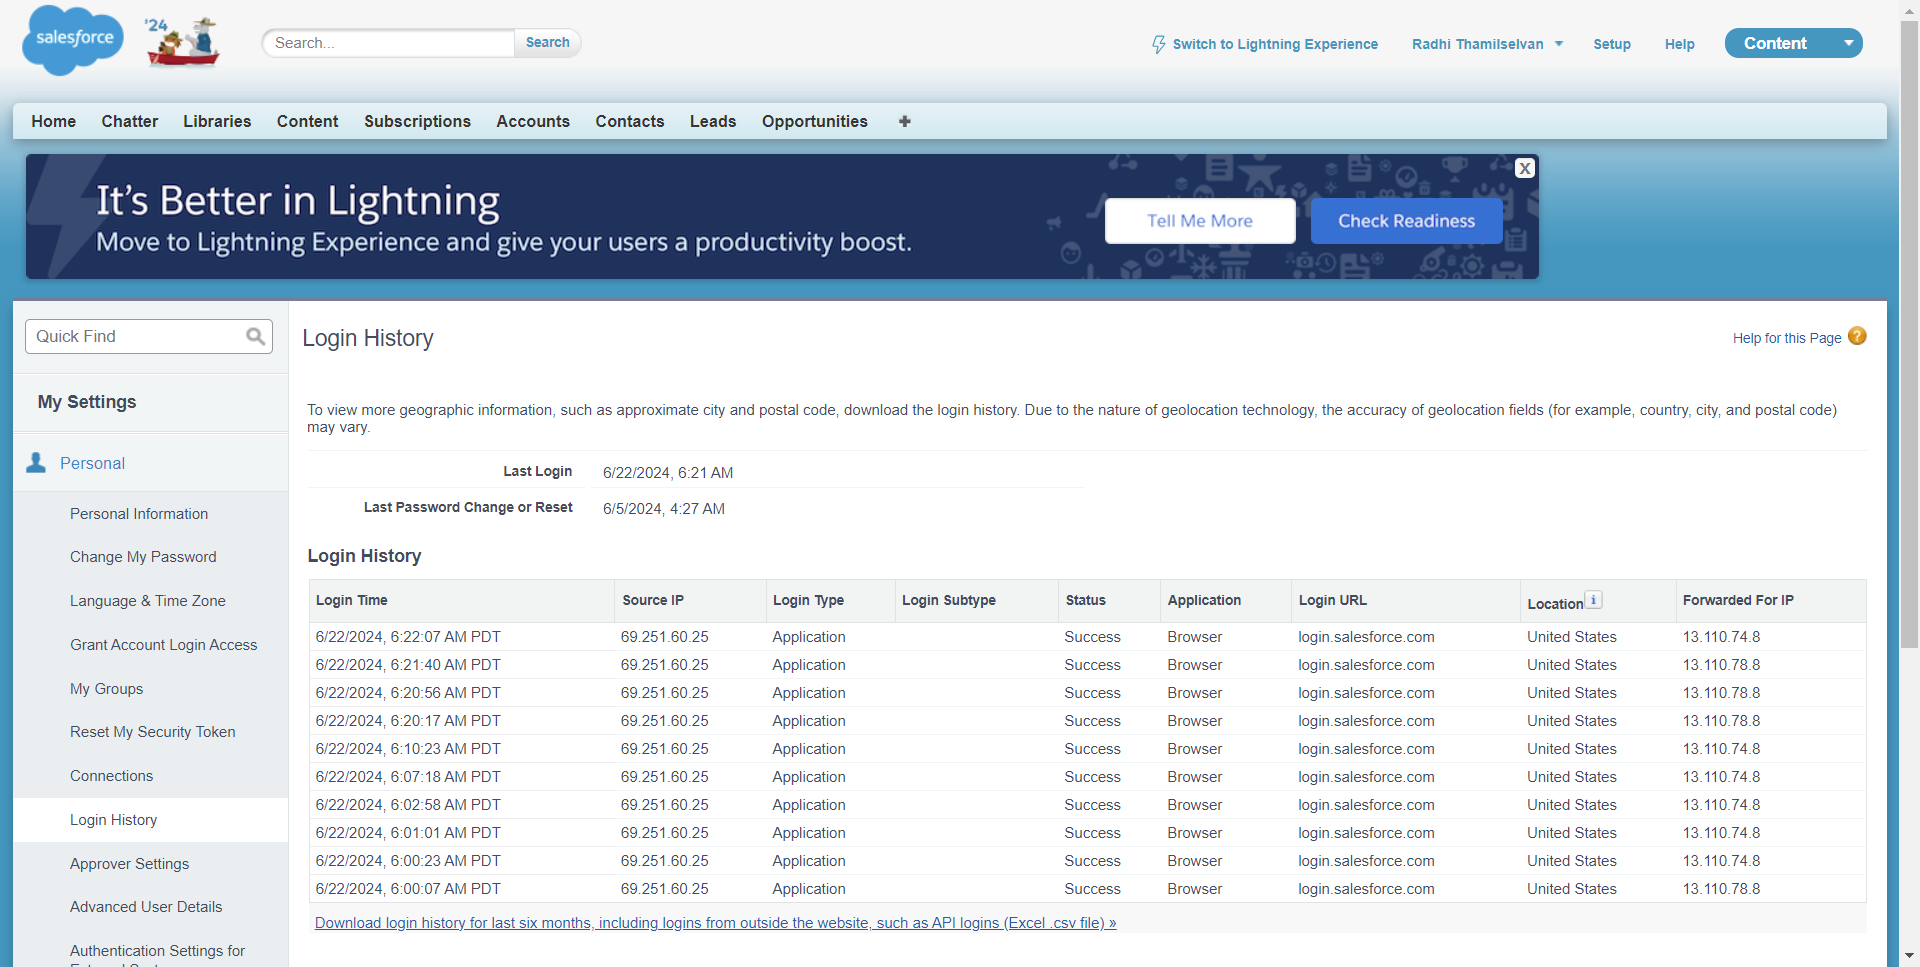 salesforce
'24
Search...
Search
Switch to Lightning Experience
Radhi Thamilselvan
Setup
Help
Content
Home
Chatter
Libraries
Content
Subscriptions
Accounts
Contacts
Leads
Opportunities
+
It's Better in Lightning
Move to Lightning Experience and give your users a productivity boost.
Tell Me More
Check Readiness
X
Quick Find
My Settings
Personal
Personal Information
Change My Password
Language & Time Zone
Grant Account Login Access
My Groups
Reset My Security Token
Connections
Login History
Approver Settings
Advanced User Details
Authentication Settings for
Login History
Help for this Page ?
To view more geographic information, such as approximate city and postal code, download the login history. Due to the nature of geolocation technology, the accuracy of geolocation fields (for example, country, city, and postal code)
may vary.
Last Login 6/22/2024, 6:21 AM
Last Password Change or Reset 6/5/2024, 4:27 AM
Login History
Login Time Source IP Login Type Login Subtype Status Application Login URL Location i Forwarded For IP
6/22/2024, 6:22:07 AM PDT 69.251.60.25 Application Success Browser login.salesforce.com United States 13.110.74.8
6/22/2024, 6:21:40 AM PDT 69.251.60.25 Application Success Browser login.salesforce.com United States 13.110.78.8
6/22/2024, 6:20:56 AM PDT 69.251.60.25 Application Success Browser login.salesforce.com United States 13.110.78.8
6/22/2024, 6:20:17 AM PDT 69.251.60.25 Application Success Browser login.salesforce.com United States 13.110.78.8
6/22/2024, 6:10:23 AM PDT 69.251.60.25 Application Success Browser login.salesforce.com United States 13.110.74.8
6/22/2024, 6:07:18 AM PDT 69.251.60.25 Application Success Browser login.salesforce.com United States 13.110.74.8
6/22/2024, 6:02:58 AM PDT 69.251.60.25 Application Success Browser login.salesforce.com United States 13.110.74.8
6/22/2024, 6:01:01 AM PDT 69.251.60.25 Application Success Browser login.salesforce.com United States 13.110.74.8
6/22/2024, 6:00:23 AM PDT 69.251.60.25 Application Success Browser login.salesforce.com United States 13.110.74.8
6/22/2024, 6:00:07 AM PDT 69.251.60.25 Application Success Browser login.salesforce.com United States 13.110.78.8
Download login history for last six months, including logins from outside the website, such as API logins (Excel .csv file) »